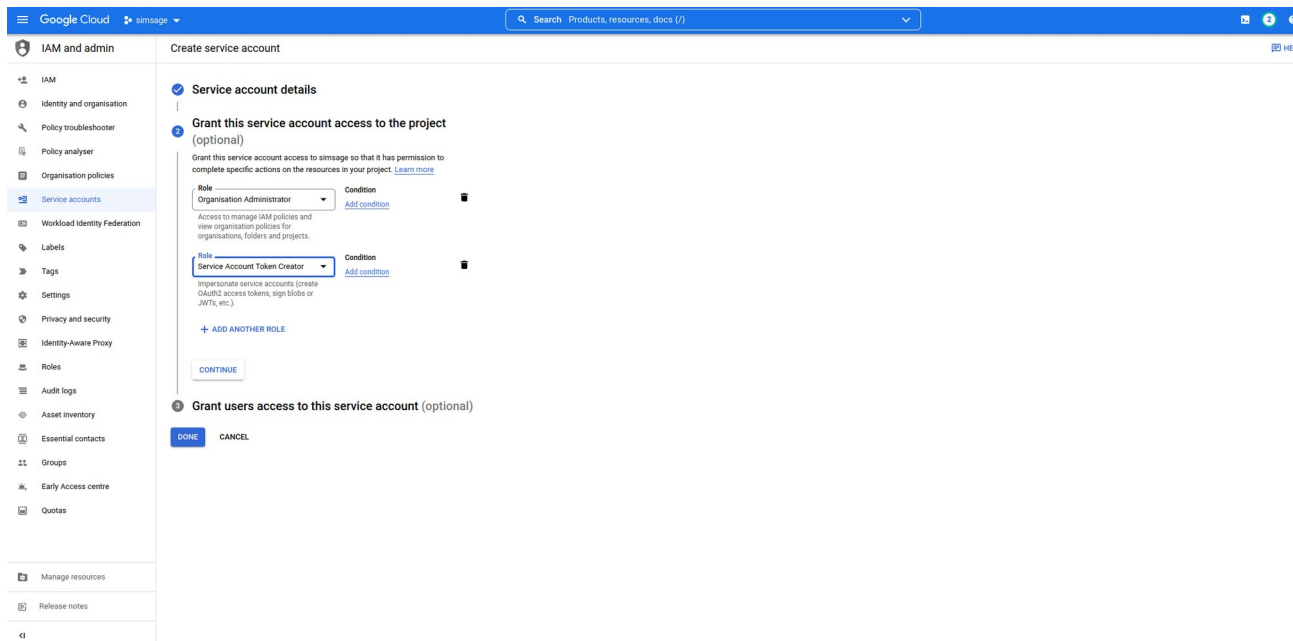 Google Cloud simsage Search Products, resources, docs (/) 2
IAM and admin
Create service account
HE
IAM
Identity and organisation
Policy troubleshooter
Policy analyser
Organisation policies
Service accounts
Workload Identity Federation
Labels
Tags
Settings
Privacy and security
Identity-Aware Proxy
Roles
Audit logs
Asset inventory
Essential contacts
Groups
Early Access centre
Quotas
Manage resources
Release notes
Service account details
2 Grant this service account access to the project
(optional)
Grant this service account access to simsage so that it has permission to
complete specific actions on the resources in your project. Learn more
Role
Organisation Administrator
Condition
Add condition
Access to manage IAM policies and
view organisation policies for
organisations, folders and projects.
Role
Service Account Token Creator
Condition
Add condition
Impersonate service accounts (create
OAuth2 access tokens, sign blobs or
JWTs, etc.).
+ ADD ANOTHER ROLE
CONTINUE
3 Grant users access to this service account (optional)
DONE CANCEL